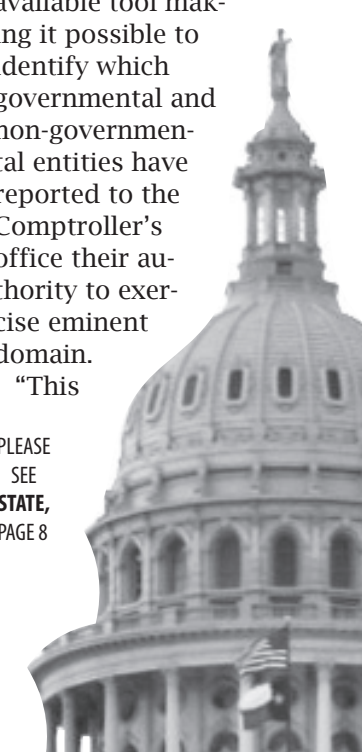 available tool mak-
ing it possible to
identify which
governmental and
non-governmen-
tal entities have
reported to the
Comptroller's
office their au-
thority to exer-
cise eminent
domain.
"This
PLEASE
SEE
STATE,
PAGE 8